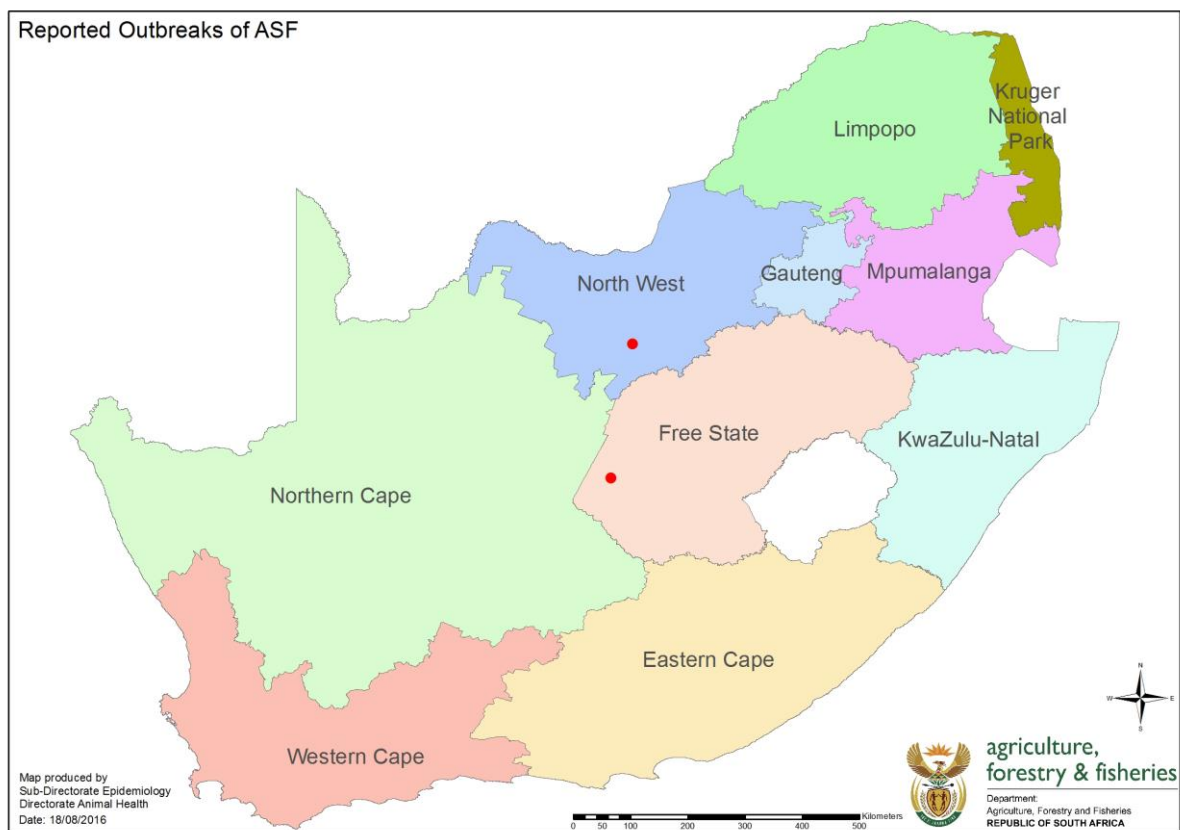 Reported Outbreaks of ASF
Kruger
National
Park
Limpopo
Gauteng
Mpumalanga
North West
Free State
KwaZulu-Natal
Northern Cape
Eastern Cape
Western Cape
N
W
E
S
Map produced by
Sub-Directorate Epidemiology
Directorate Animal Health
Date: 18/08/2016
Kilometers
0 50 100 200 300 400 500
agriculture,
forestry & fisheries
Department:
Agriculture, Forestry and Fisheries
REPUBLIC OF SOUTH AFRICA